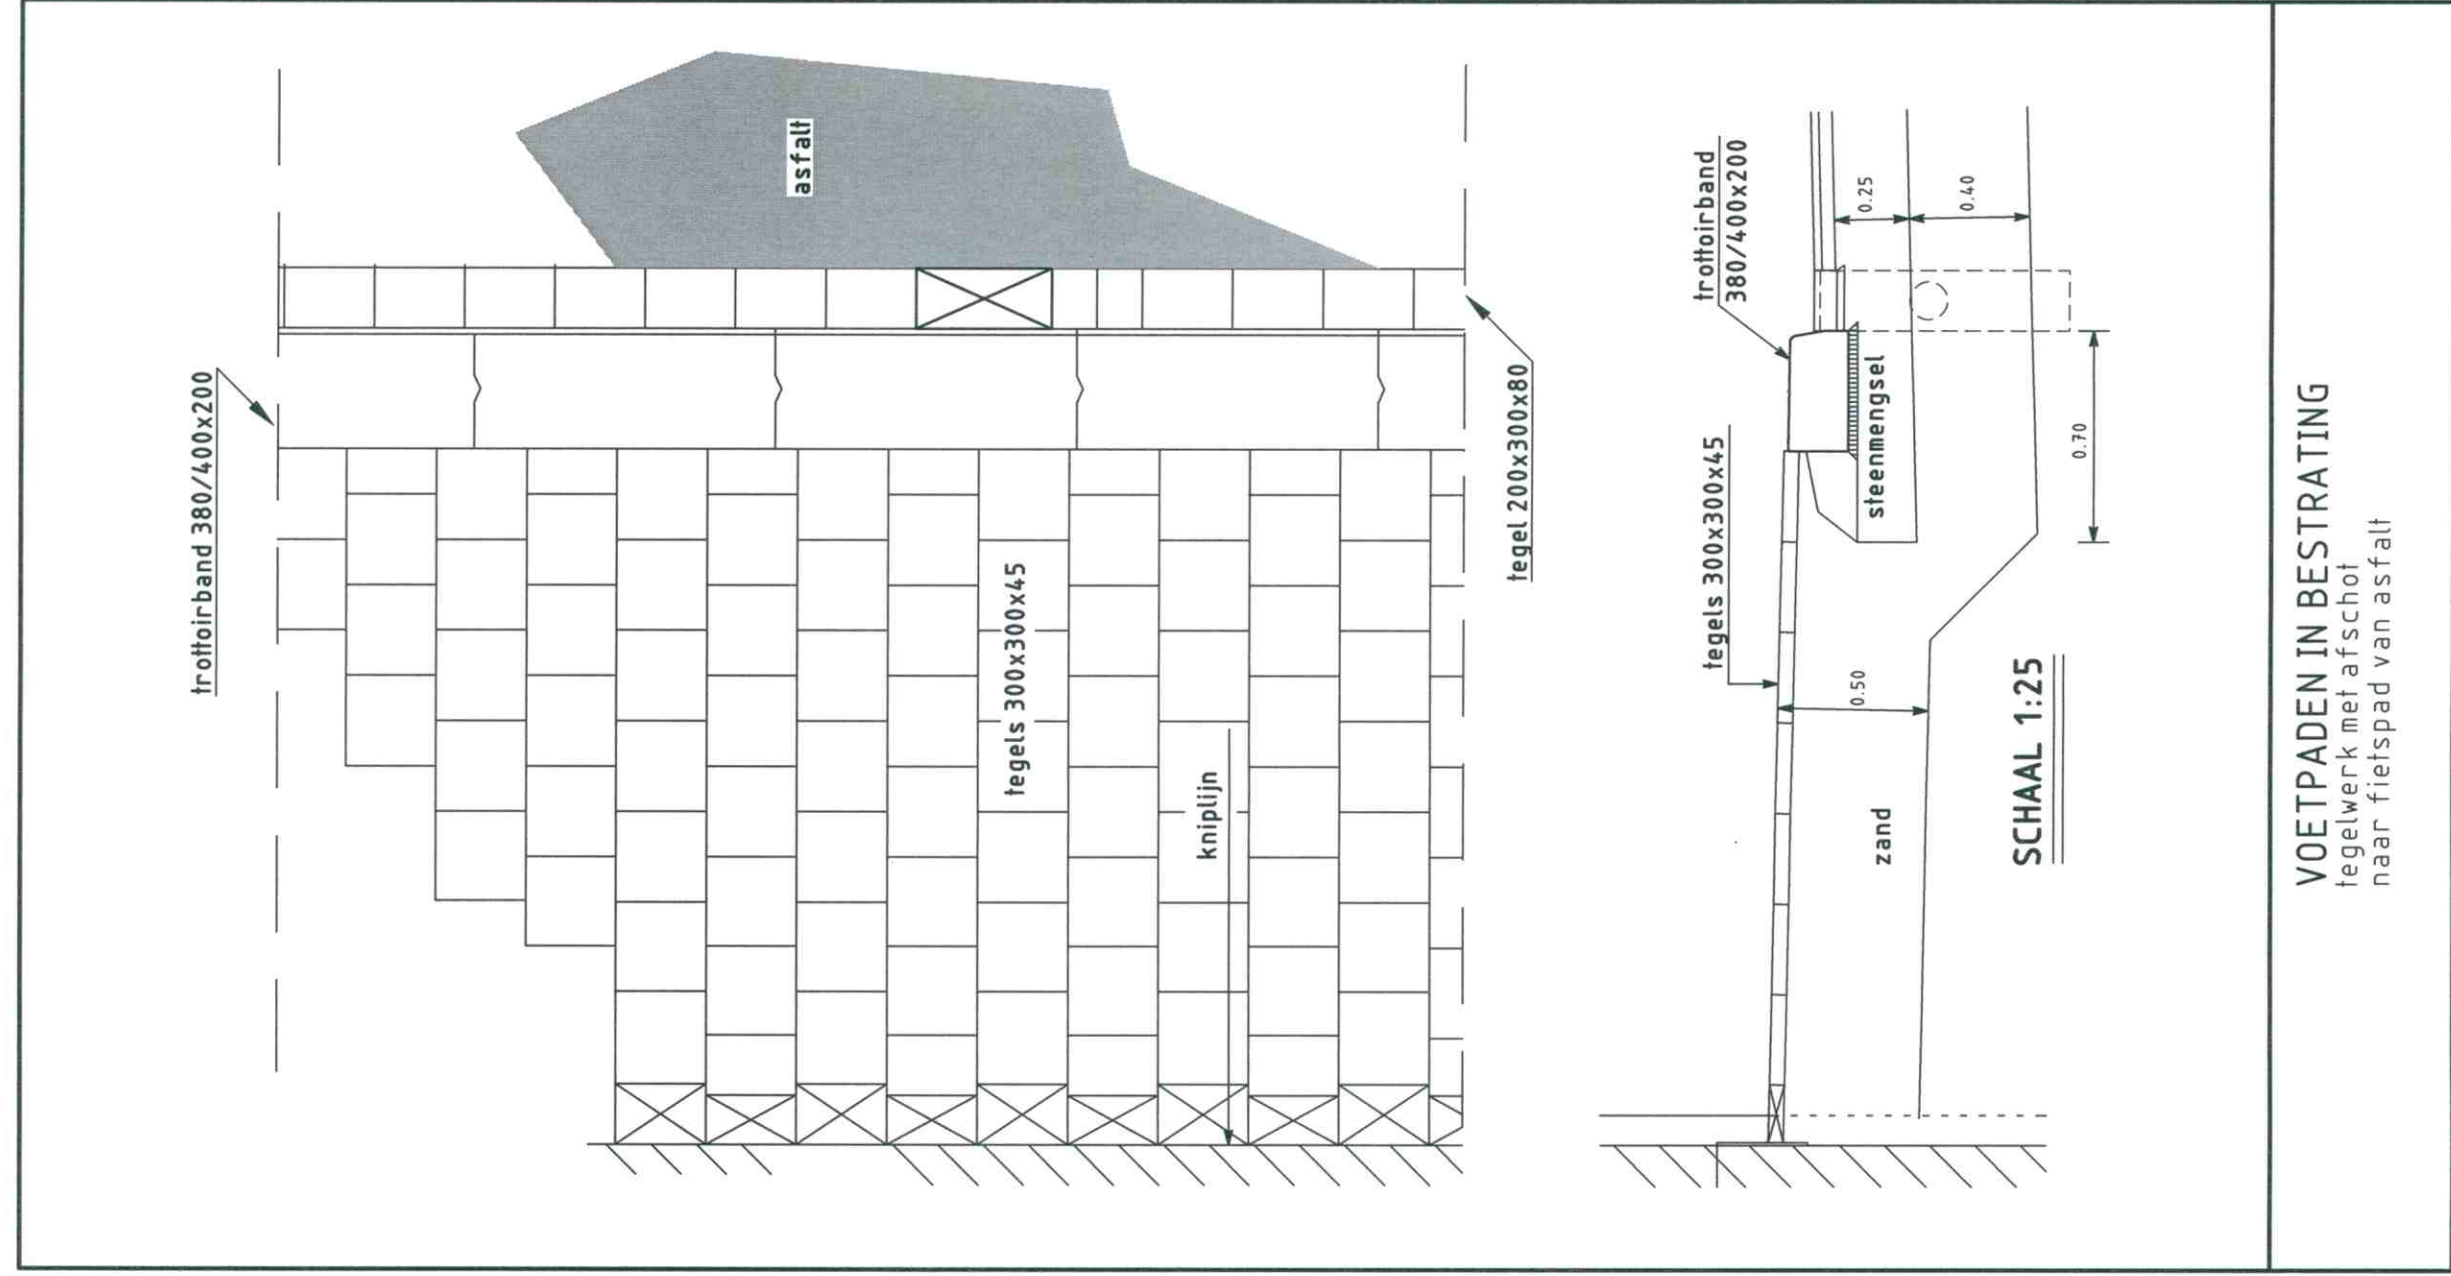 trottoirband 380/400x200
asfalt
tegels 300x300x45
kniplijn
tegel 200x300x80
trottoirband
380/400x200
tegels 300x300x45
steenmengsel
0.25
0.40
0.70
0.50
zand
SCHAAL 1:25
VOETPADEN IN BESTRATING
tegelwerk met afschot
naar fietspad van asfalt